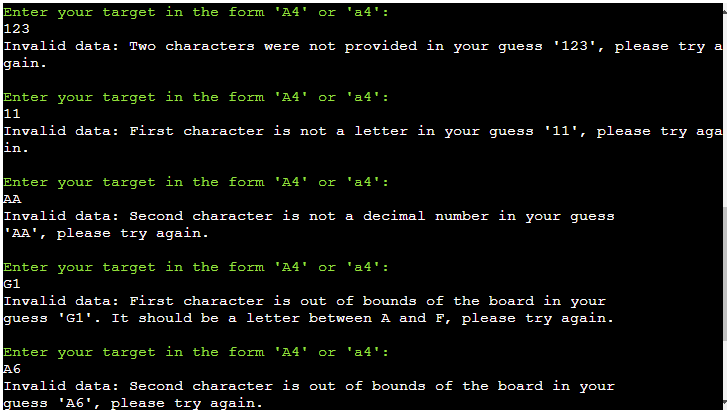 Enter your target in the form 'A4' or 'a4':
123
Invalid data: Two characters were not provided in your guess '123', please try a
gain.
Enter your target in the form 'A4' or 'a4':
11
Invalid data: First character is not a letter in your guess '11', please try aga
in.
Enter your target in the form 'A4' or 'a4':
AA
Invalid data: Second character is not a decimal number in your guess
'AA', please try again.
Enter your target in the form 'A4' or 'a4':
G1
Invalid data: First character is out of bounds of the board in your
guess 'G1'. It should be a letter between A and F, please try again.
Enter your target in the form 'A4' or 'a4':
A6
Invalid data: Second character is out of bounds of the board in your
guess 'A6', please try again.